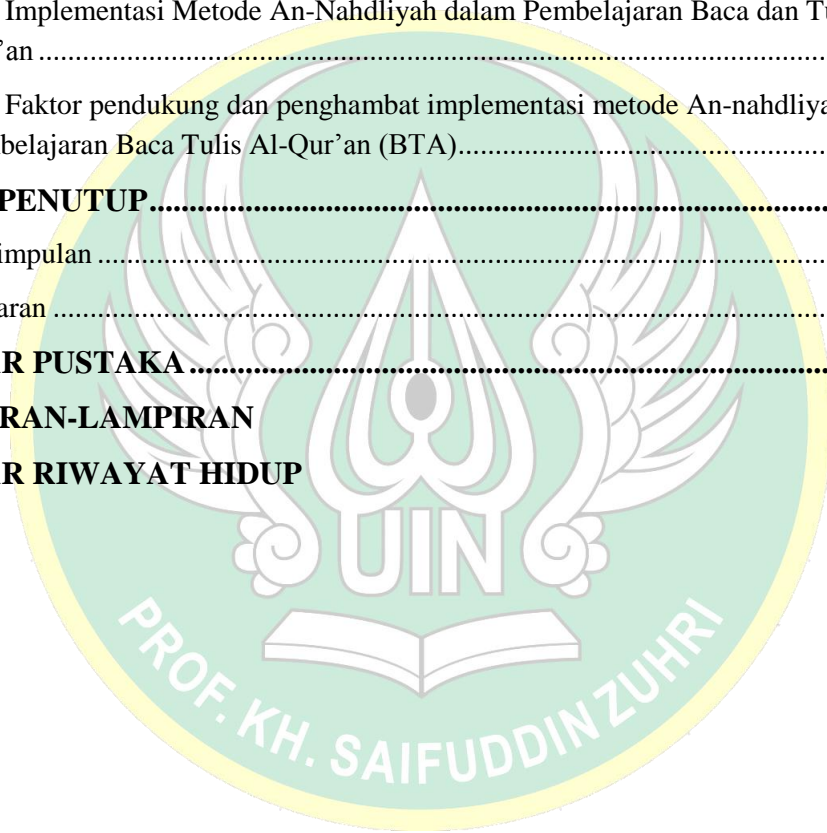 Implementasi Metode An-Nahdliyah dalam Pembelajaran Baca dan Tu
'an ..........................................................................................
Faktor pendukung dan penghambat implementasi metode An-nahdliya
belajaran Baca Tulis Al-Qur'an (BTA)..........................................
PENUTUP..............................................................................
impulan ..................................................................................
aran .......................................................................................
R PUSTAKA ..........................................................................
RAN-LAMPIRAN
R RIWAYAT HIDUP
UIN
PROF. KH. SAIFUDDIN ZUHRI